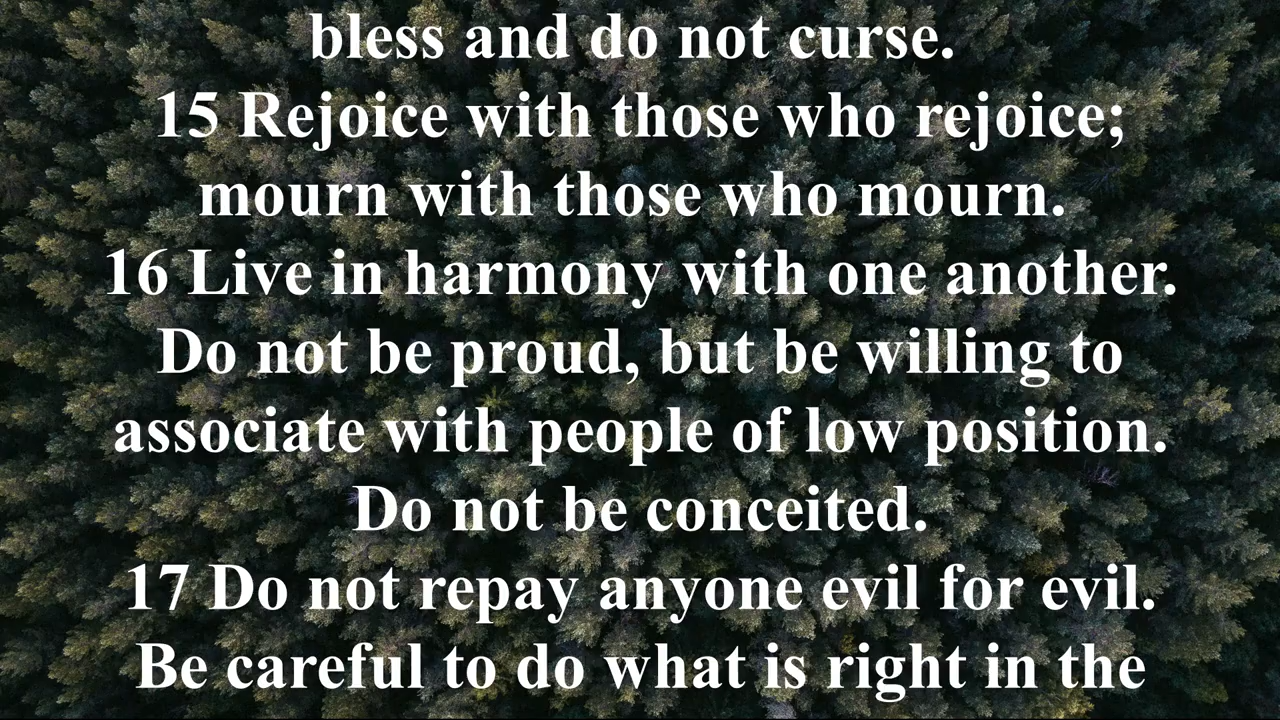 bless and do not curse.
15 Rejoice with those who rejoice;
mourn with those who mourn.
16 Live in harmony with one another.
Do not be proud, but be willing to
associate with people of low position.
Do not be conceited.
17 Do not repay anyone evil for evil.
Be careful to do what is right in the